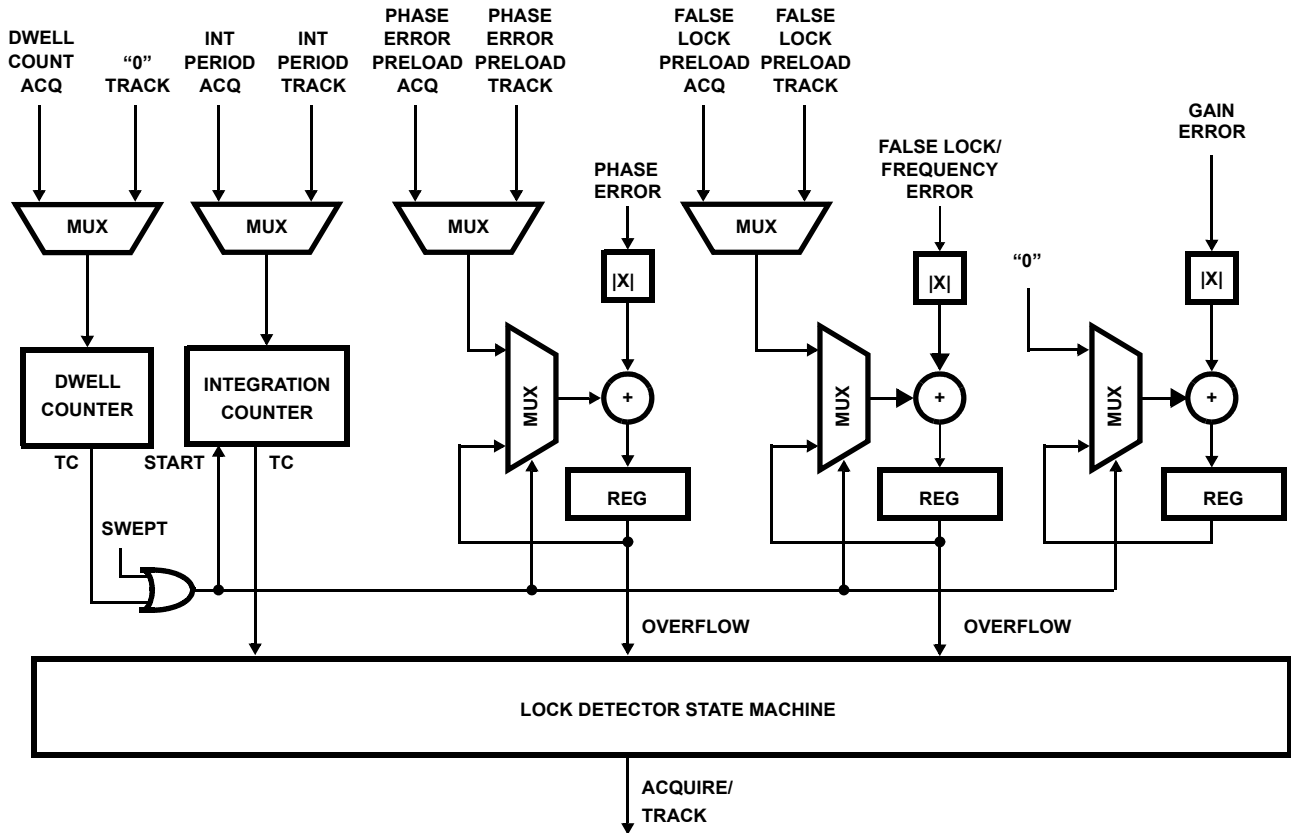 DWELL
COUNT
ACQ
“0”
TRACK
INT
PERIOD
ACQ
INT
PERIOD
TRACK
PHASE
ERROR
PRELOAD
ACQ
PHASE
ERROR
PRELOAD
TRACK
FALSE
LOCK
PRELOAD
ACQ
FALSE
LOCK
PRELOAD
TRACK
GAIN
ERROR
PHASE
ERROR
FALSE LOCK/
FREQUENCY
ERROR
MUX
MUX
MUX
MUX
|X|
|X|
“0”
|X|
DWELL
COUNTER
INTEGRATION
COUNTER
MUX
+
MUX
+
MUX
+
TC
START
TC
REG
REG
REG
SWEPT
OVERFLOW
OVERFLOW
LOCK DETECTOR STATE MACHINE
ACQUIRE/
TRACK